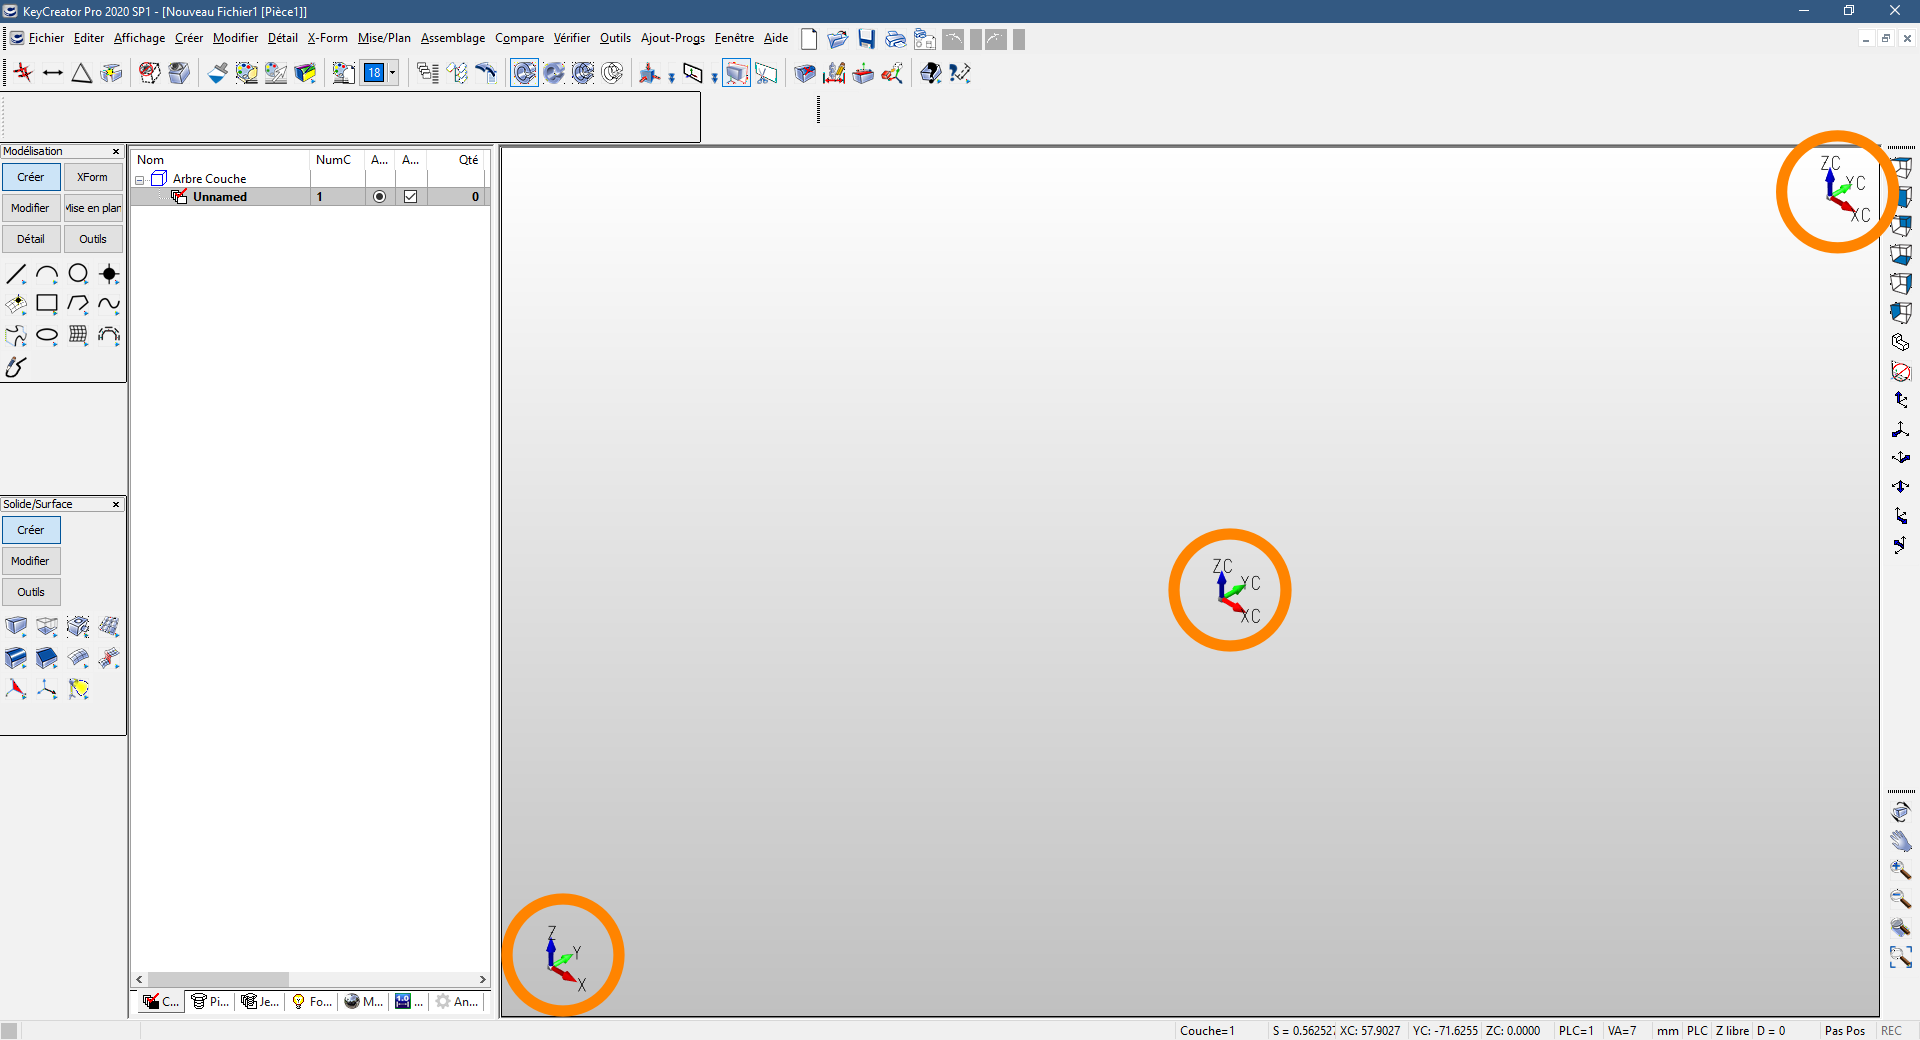 KeyCreator Pro 2020 SP1 - [Nouveau Fichier1 [Pièce1]]
Fichier Editer Affichage Créer Modifier Détail X-Form Mise/Plan Assemblage Compare Vérifier Outils Ajout-Progs Fenêtre Aide
18
Modélisation
Créer XForm
Modifier Mise en plan
Détail Outils
Nom NumC A... A... Qté
Arbre Couche
Unnamed 1 0
ZC
YC
XC
ZC
YC
XC
Solide/Surface
Créer
Modifier
Outils
Z
Y
X
C... Pi... Je... Fo... M... 1.0 ... An...
Couche=1 S = 0.562527 XC: 57.9027 YC: -71.6255 ZC: 0.0000 PLC=1 VA=7 mm PLC Z libre D = 0 Pas Pos REC